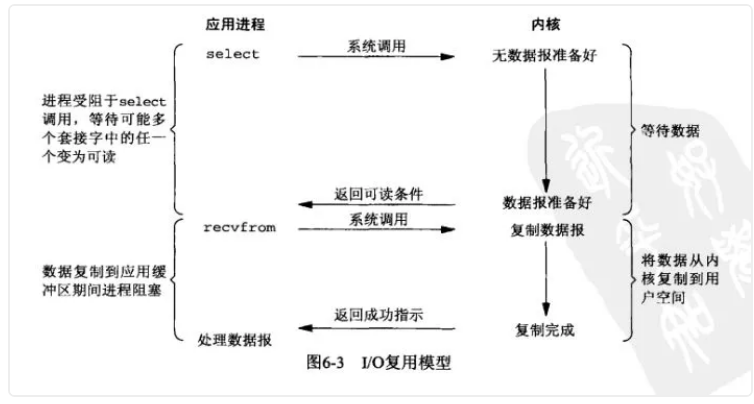 应用进程
内核
select
系统调用
无数据报准备好
进程受阻于select
调用,等待可能多
个套接字中的任一
个变为可读
等待数据
返回可读条件
数据报准备好
recvfrom
系统调用
复制数据报
数据复制到应用缓
冲区期间进程阻塞
将数据从内
核复制到用
户空间
返回成功指示
处理数据报
复制完成
图6-3 I/O复用模型